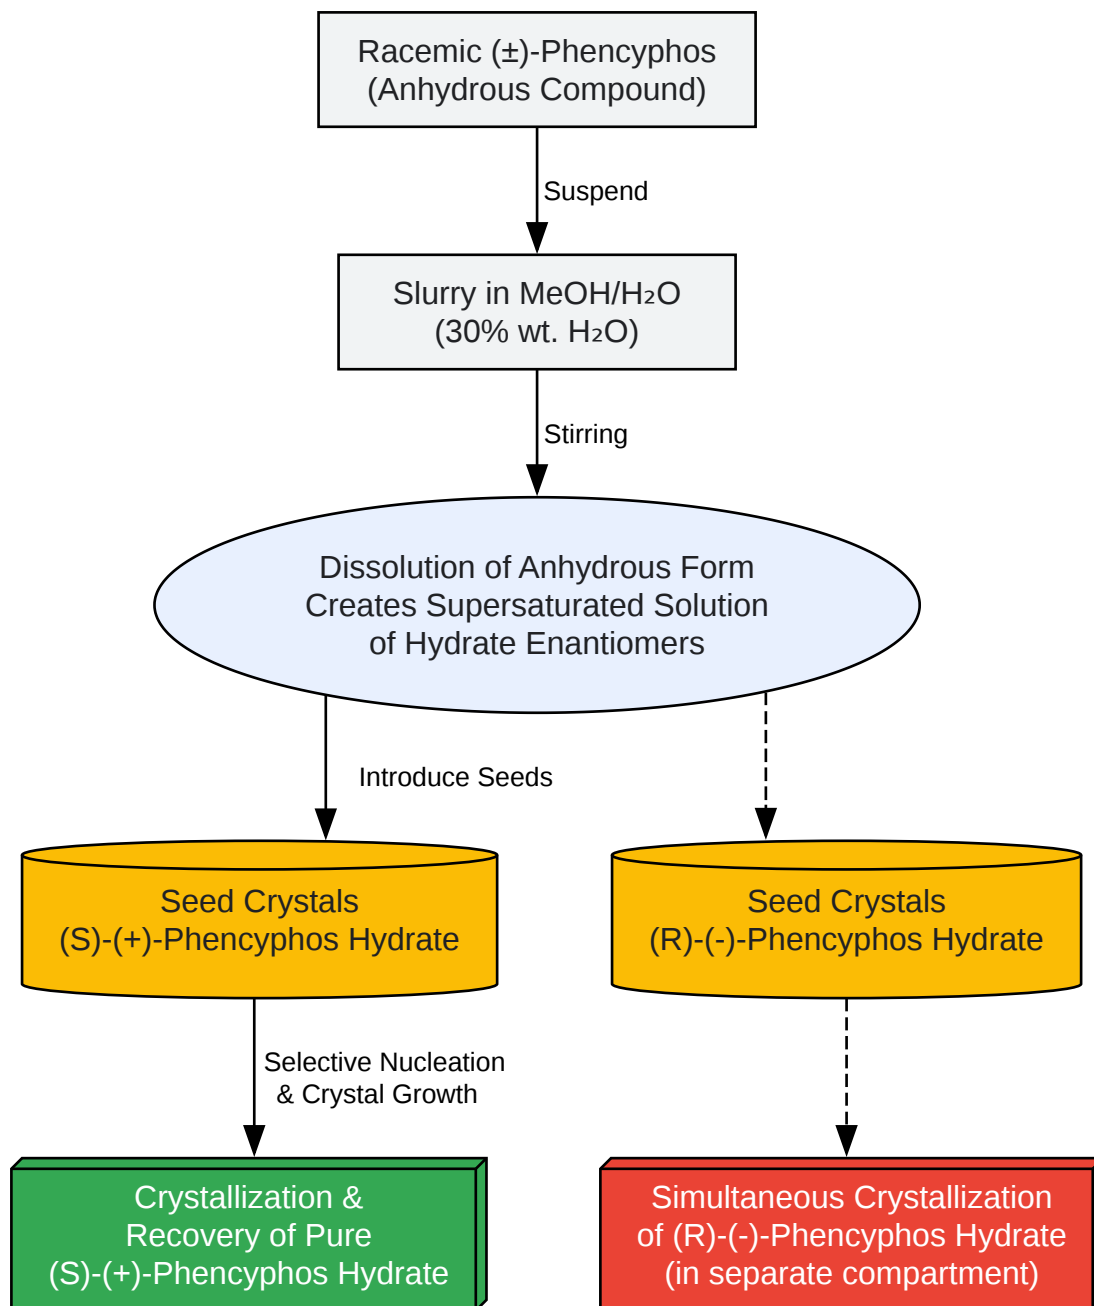 Racemic (±)-Phencyphos
(Anhydrous Compound)
Suspend
Slurry in MeOH/H₂O
(30% wt. H₂O)
Stirring
Dissolution of Anhydrous Form
Creates Supersaturated Solution
of Hydrate Enantiomers
Introduce Seeds
Seed Crystals
(S)-(+)-Phencyphos Hydrate
Seed Crystals
(R)-(-)-Phencyphos Hydrate
Selective Nucleation
& Crystal Growth
Crystallization &
Recovery of Pure
(S)-(+)-Phencyphos Hydrate
Simultaneous Crystallization
of (R)-(-)-Phencyphos Hydrate
(in separate compartment)